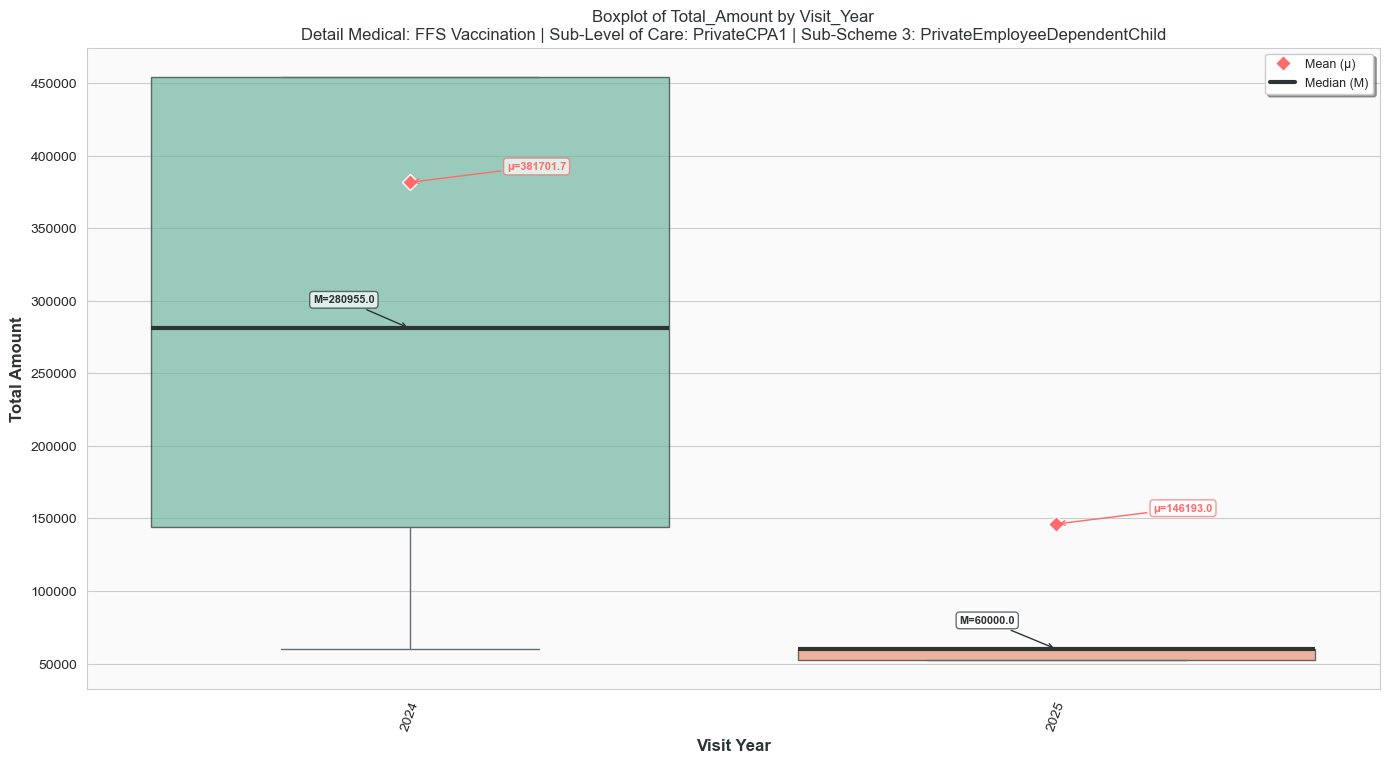 Boxplot of Total_Amount by Visit_Year
Detail Medical: FFS Vaccination | Sub-Level of Care: PrivateCPA1 | Sub-Scheme 3: PrivateEmployeeDependentChild
Mean (μ)
Median (M)
Total Amount
450000
400000
350000
300000
250000
200000
150000
100000
50000
μ=381701.7
M=280955.0
μ=146193.0
M=60000.0
2024
2025
Visit Year